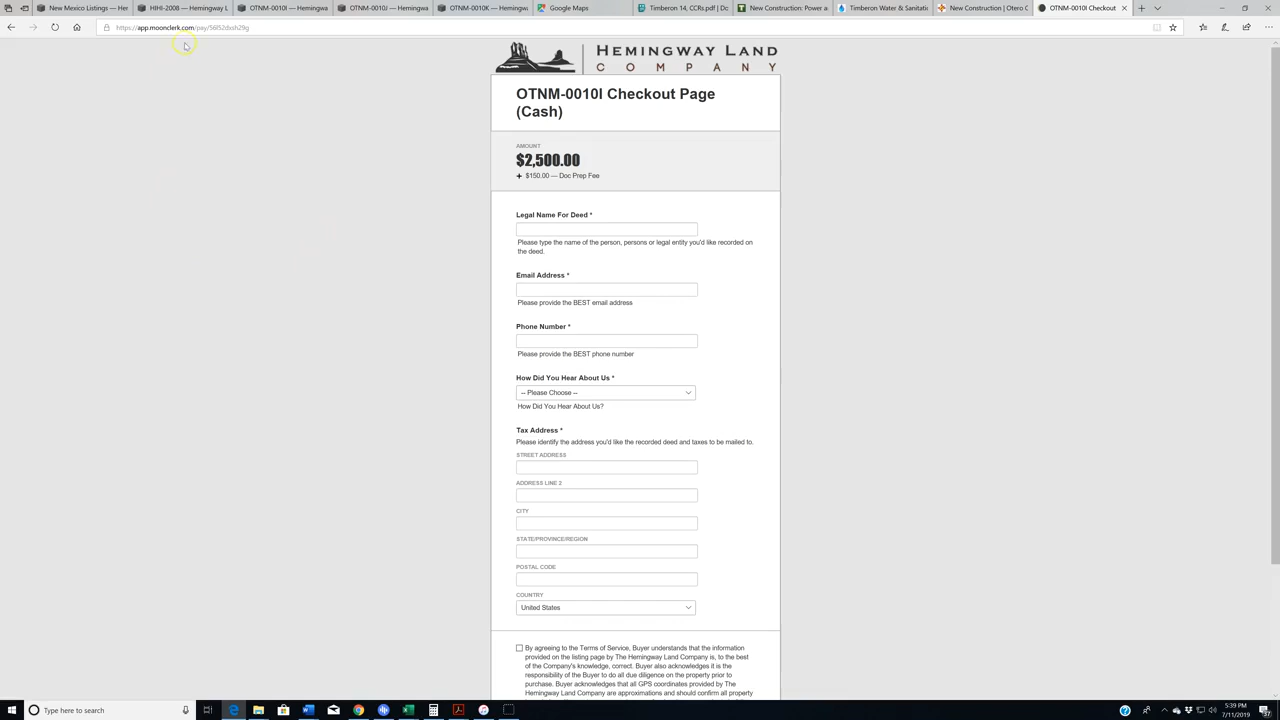 New Mexico Listings — Her
HIHI-2008 — Hemingway L
OTNM-0010I — Hemingwa
OTNM-0010J — Hemingwa
OTNM-0010K — Hemingwa
Google Maps
Timberon 14, CCRs.pdf | Dc
New Construction: Power a
Timberon Water & Sanitati
New Construction | Otero C
OTNM-0010I Checkout
https://app.moonclerk.com/pay/56l52dxsh29g
HEMINGWAY LAND
COMPANY
OTNM-0010I Checkout Page
(Cash)
AMOUNT
$2,500.00
+ $150.00 — Doc Prep Fee
Legal Name For Deed *
Please type the name of the person, persons or legal entity you'd like recorded on
the deed.
Email Address *
Please provide the BEST email address
Phone Number *
Please provide the BEST phone number
How Did You Hear About Us *
-- Please Choose --
How Did You Hear About Us?
Tax Address *
Please identify the address you'd like the recorded deed and taxes to be mailed to.
STREET ADDRESS
ADDRESS LINE 2
CITY
STATE/PROVINCE/REGION
POSTAL CODE
COUNTRY
United States
By agreeing to the Terms of Service, Buyer understands that the information
provided on the listing page by The Hemingway Land Company is, to the best
of the Company's knowledge, correct. Buyer also acknowledges it is the
responsibility of the Buyer to do all due diligence on the property prior to
purchase. Buyer acknowledges that all GPS coordinates provided by The
Hemingway Land Company are approximations and should confirm all property
Type here to search
5:39 PM
7/11/2019